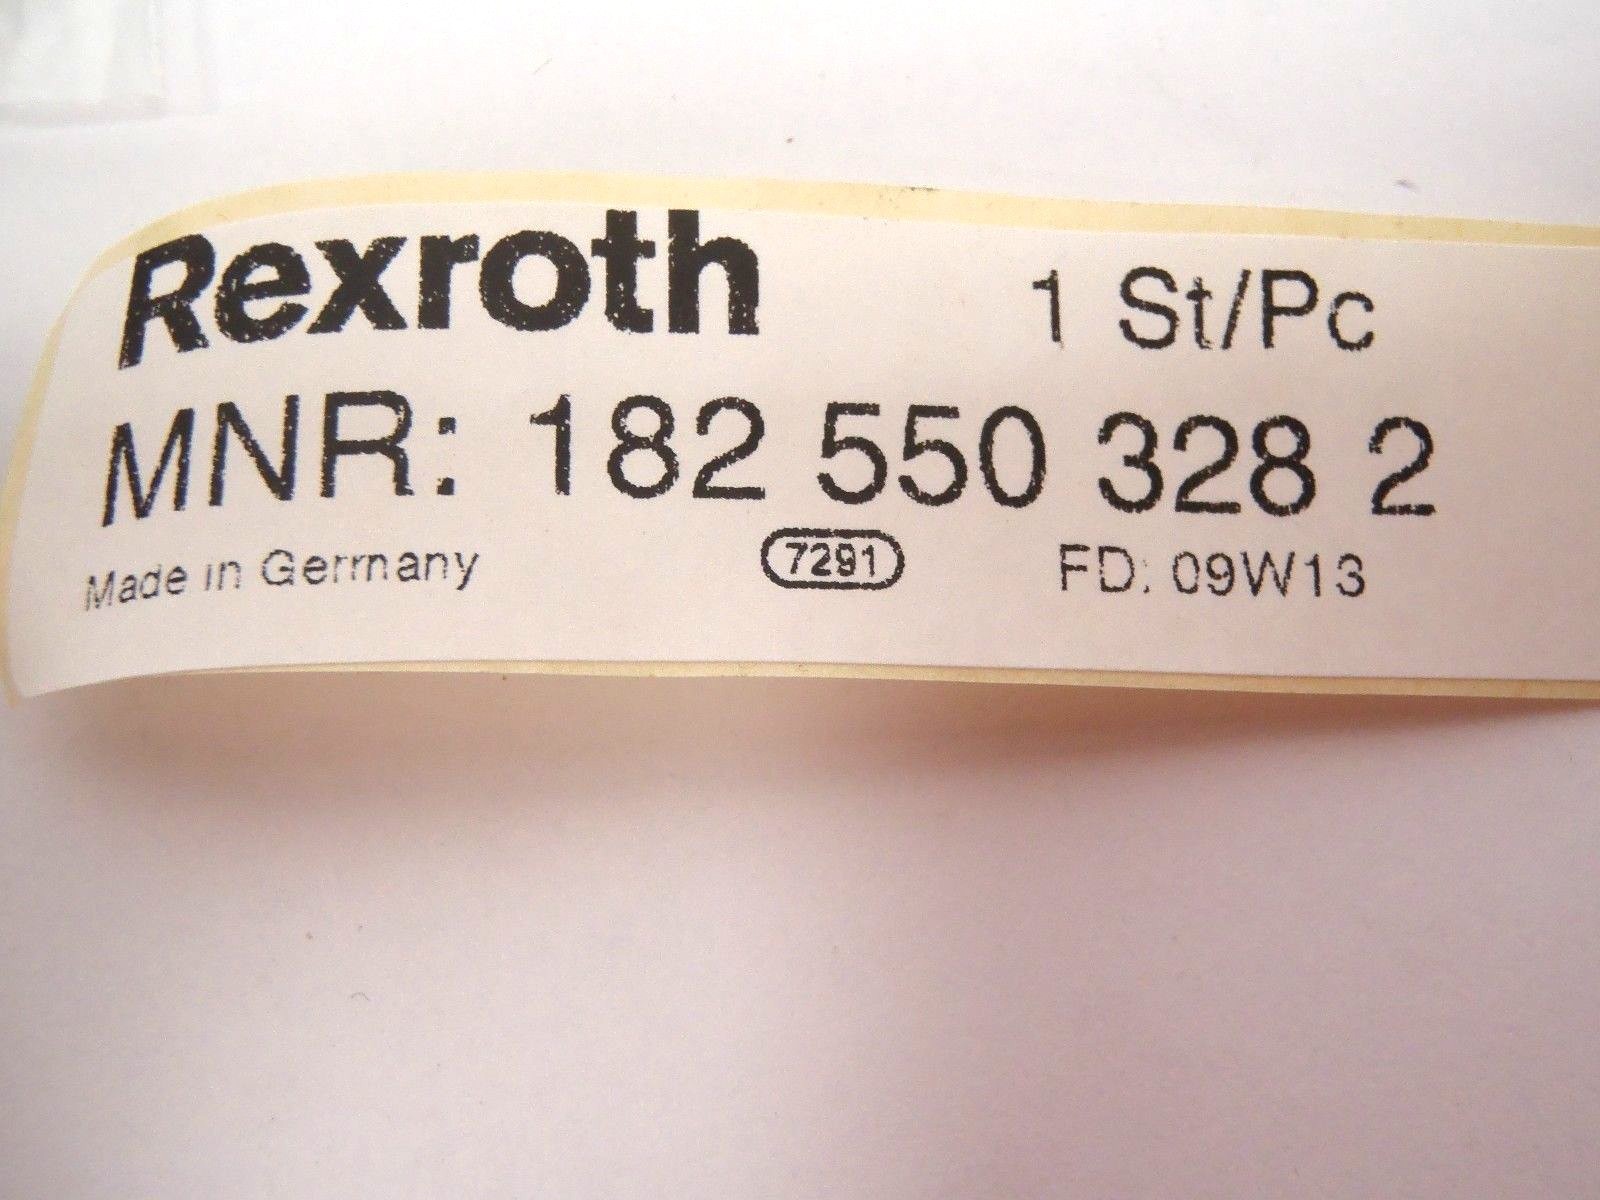 Rexroth 1 St/Pc
MNR: 182 550 328 2
Made in Germany 7291 FD: 09W13